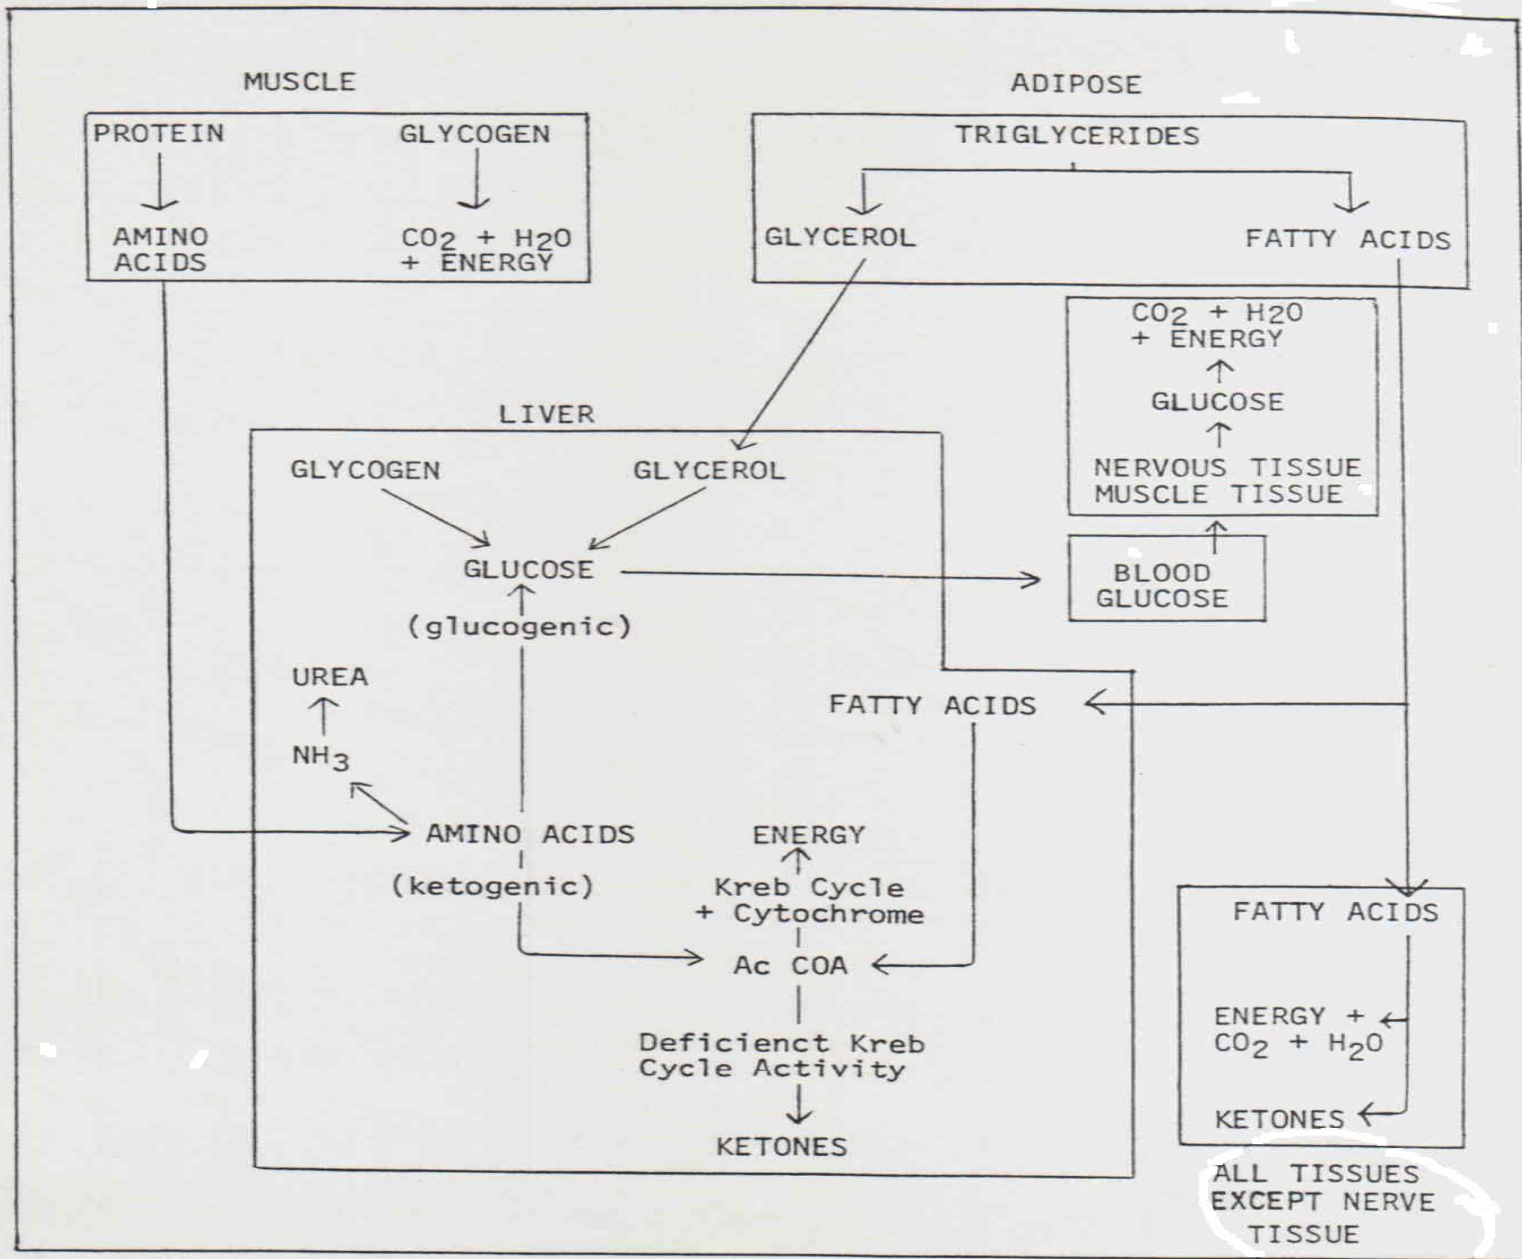 MUSCLE
PROTEIN
GLYCOGEN
AMINO
ACIDS
CO2 + H2O
+ ENERGY
ADIPOSE
TRIGLYCERIDES
GLYCEROL
FATTY ACIDS
CO2 + H2O
+ ENERGY
GLUCOSE
NERVOUS TISSUE
MUSCLE TISSUE
BLOOD
GLUCOSE
LIVER
GLYCOGEN
GLYCEROL
GLUCOSE
(glucogenic)
UREA
NH3
AMINO ACIDS
(ketogenic)
FATTY ACIDS
ENERGY
Kreb Cycle
+ Cytochrome
Ac COA
Deficienct Kreb
Cycle Activity
KETONES
FATTY ACIDS
ENERGY +
CO2 + H2O
KETONES
ALL TISSUES
EXCEPT NERVE
TISSUE